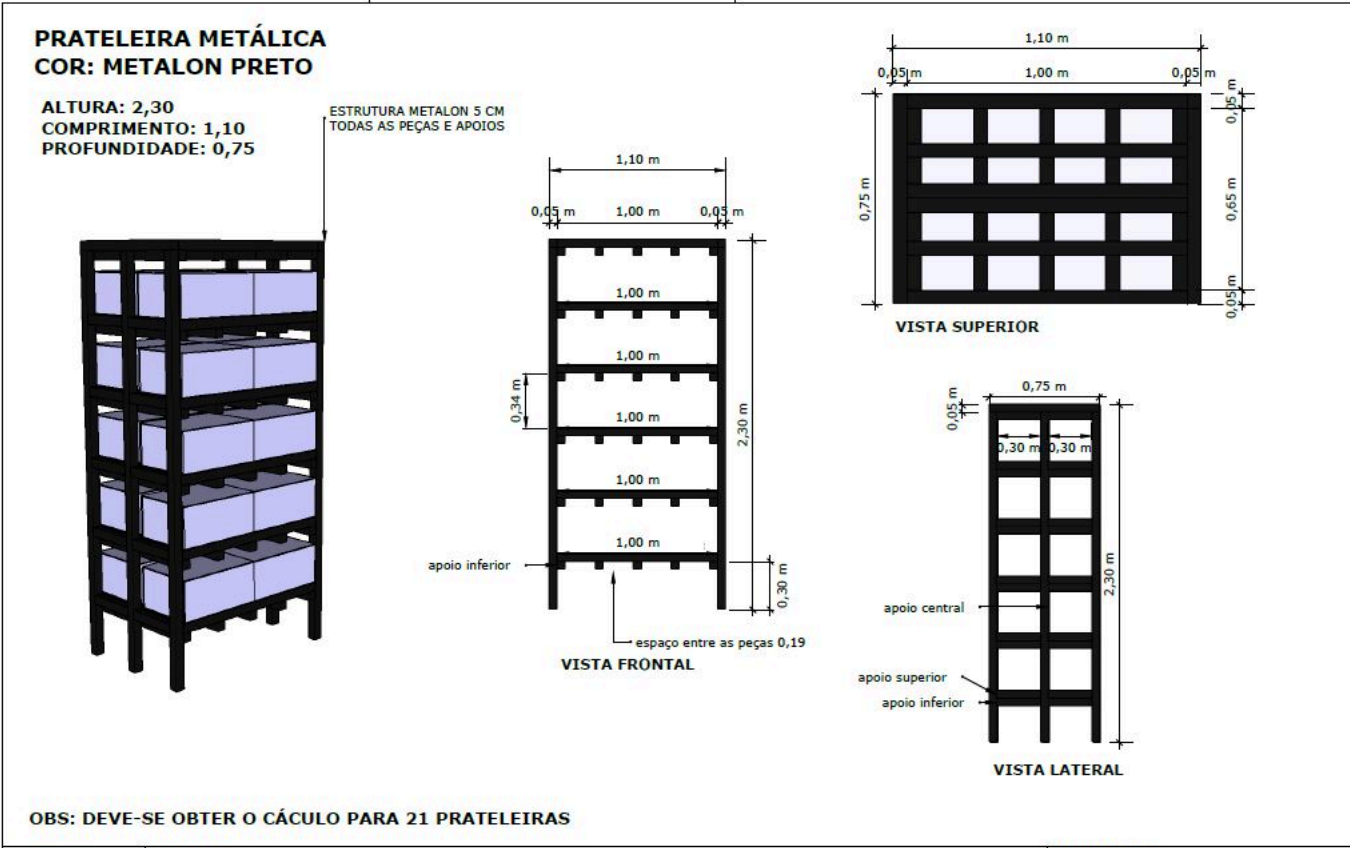 PRATELEIRA METÁLICA
COR: METALON PRETO
ALTURA: 2,30
COMPRIMENTO: 1,10
PROFUNDIDADE: 0,75
ESTRUTURA METALON 5 CM
TODAS AS PEÇAS E APOIOS
1,10 m
0,05 m 1,00 m 0,05 m
1,00 m
1,00 m
0,34 m
1,00 m
2,30 m
1,00 m
1,00 m
apoio inferior
0,30 m
espaço entre as peças 0,19
VISTA FRONTAL
1,10 m
0,05 m 1,00 m 0,05 m
0,05 m
0,75 m
0,65 m
0,05 m
VISTA SUPERIOR
0,75 m
0,05 m
0,30 m 0,30 m
2,30 m
apoio central
apoio superior
apoio inferior
VISTA LATERAL
OBS: DEVE-SE OBTER O CÁCULO PARA 21 PRATELEIRAS